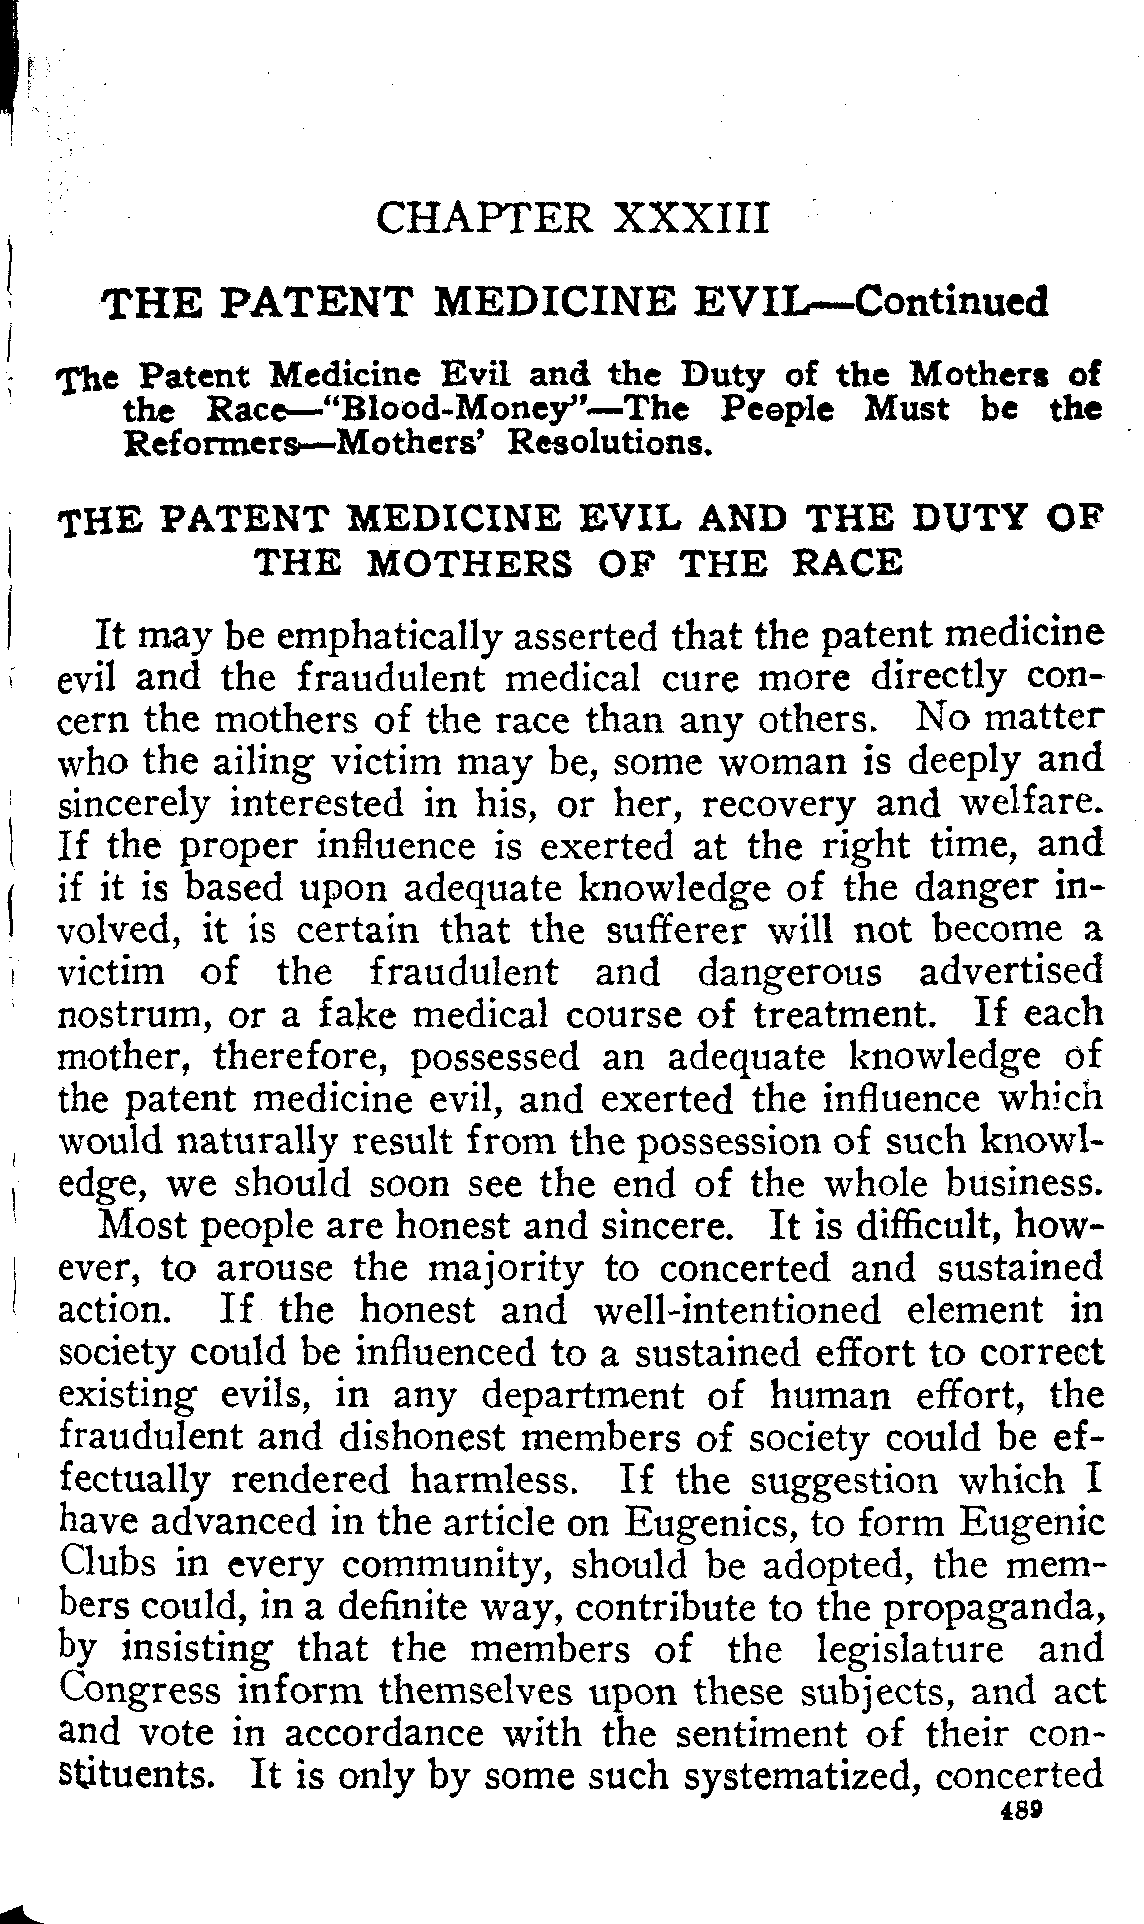 CHAPTER XXXIII
THE PATENT MEDICINE EVIL—Continued
The Patent Medicine Evil and the Duty of the Mothers of
the Race—"Blood-Money"—The People Must be the
Reformers—Mothers' Resolutions.
THE PATENT MEDICINE EVIL AND THE DUTY OF
THE MOTHERS OF THE RACE
It may be emphatically asserted that the patent medicine
evil and the fraudulent medical cure more directly con-
cern the mothers of the race than any others. No matter
who the ailing victim may be, some woman is deeply and
sincerely interested in his, or her, recovery and welfare.
If the proper influence is exerted at the right time, and
if it is based upon adequate knowledge of the danger in-
volved, it is certain that the sufferer will not become a
victim of the fraudulent and dangerous advertised
nostrum, or a fake medical course of treatment. If each
mother, therefore, possessed an adequate knowledge of
the patent medicine evil, and exerted the influence which
would naturally result from the possession of such knowl-
edge, we should soon see the end of the whole business.
Most people are honest and sincere. It is difficult, how-
ever, to arouse the majority to concerted and sustained
action. If the honest and well-intentioned element in
society could be influenced to a sustained effort to correct
existing evils, in any department of human effort, the
fraudulent and dishonest members of society could be ef-
fectually rendered harmless. If the suggestion which I
have advanced in the article on Eugenics, to form Eugenic
Clubs in every community, should be adopted, the mem-
bers could, in a definite way, contribute to the propaganda,
by insisting that the members of the legislature and
Congress inform themselves upon these subjects, and act
and vote in accordance with the sentiment of their con-
stituents. It is only by some such systematized, concerted
489